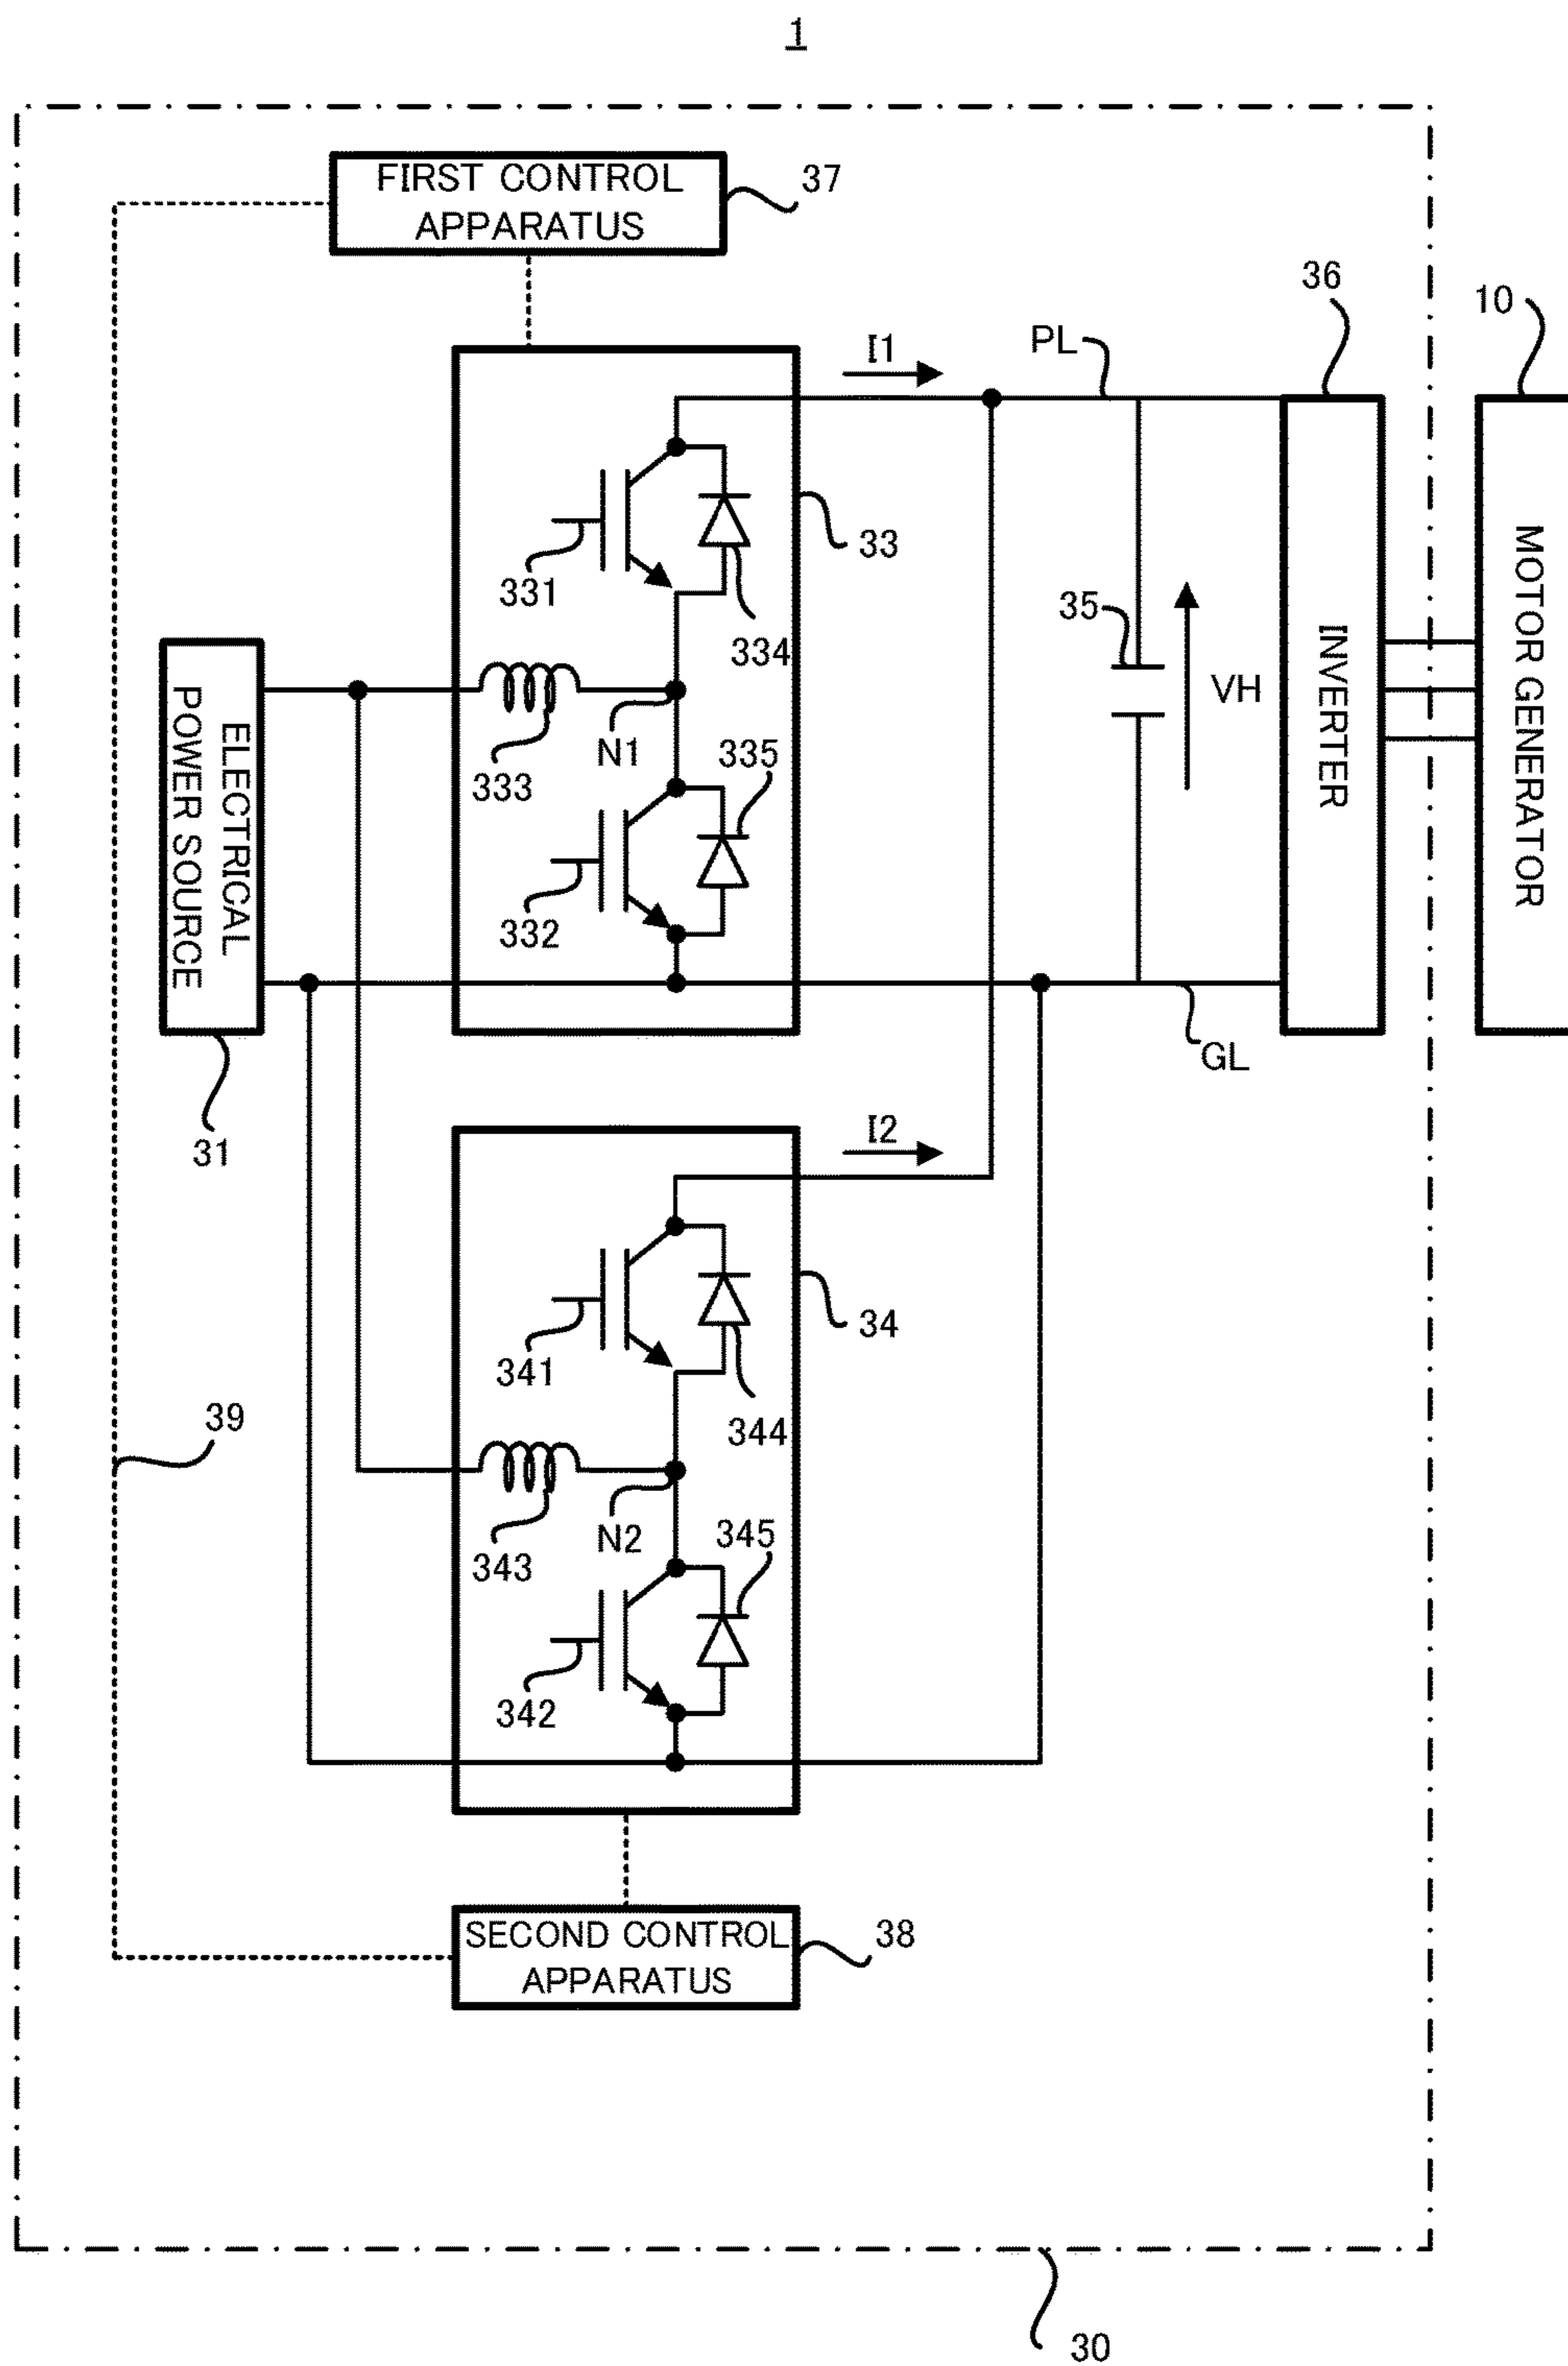 1
FIRST CONTROL
APPARATUS
37
36
10
I1
PL
33
331
334
35
VH
INVERTER
MOTOR GENERATOR
ELECTRICAL
POWER SOURCE
N1
333
335
332
GL
31
I2
34
341
344
39
N2
343
345
342
SECOND CONTROL
APPARATUS
38
30